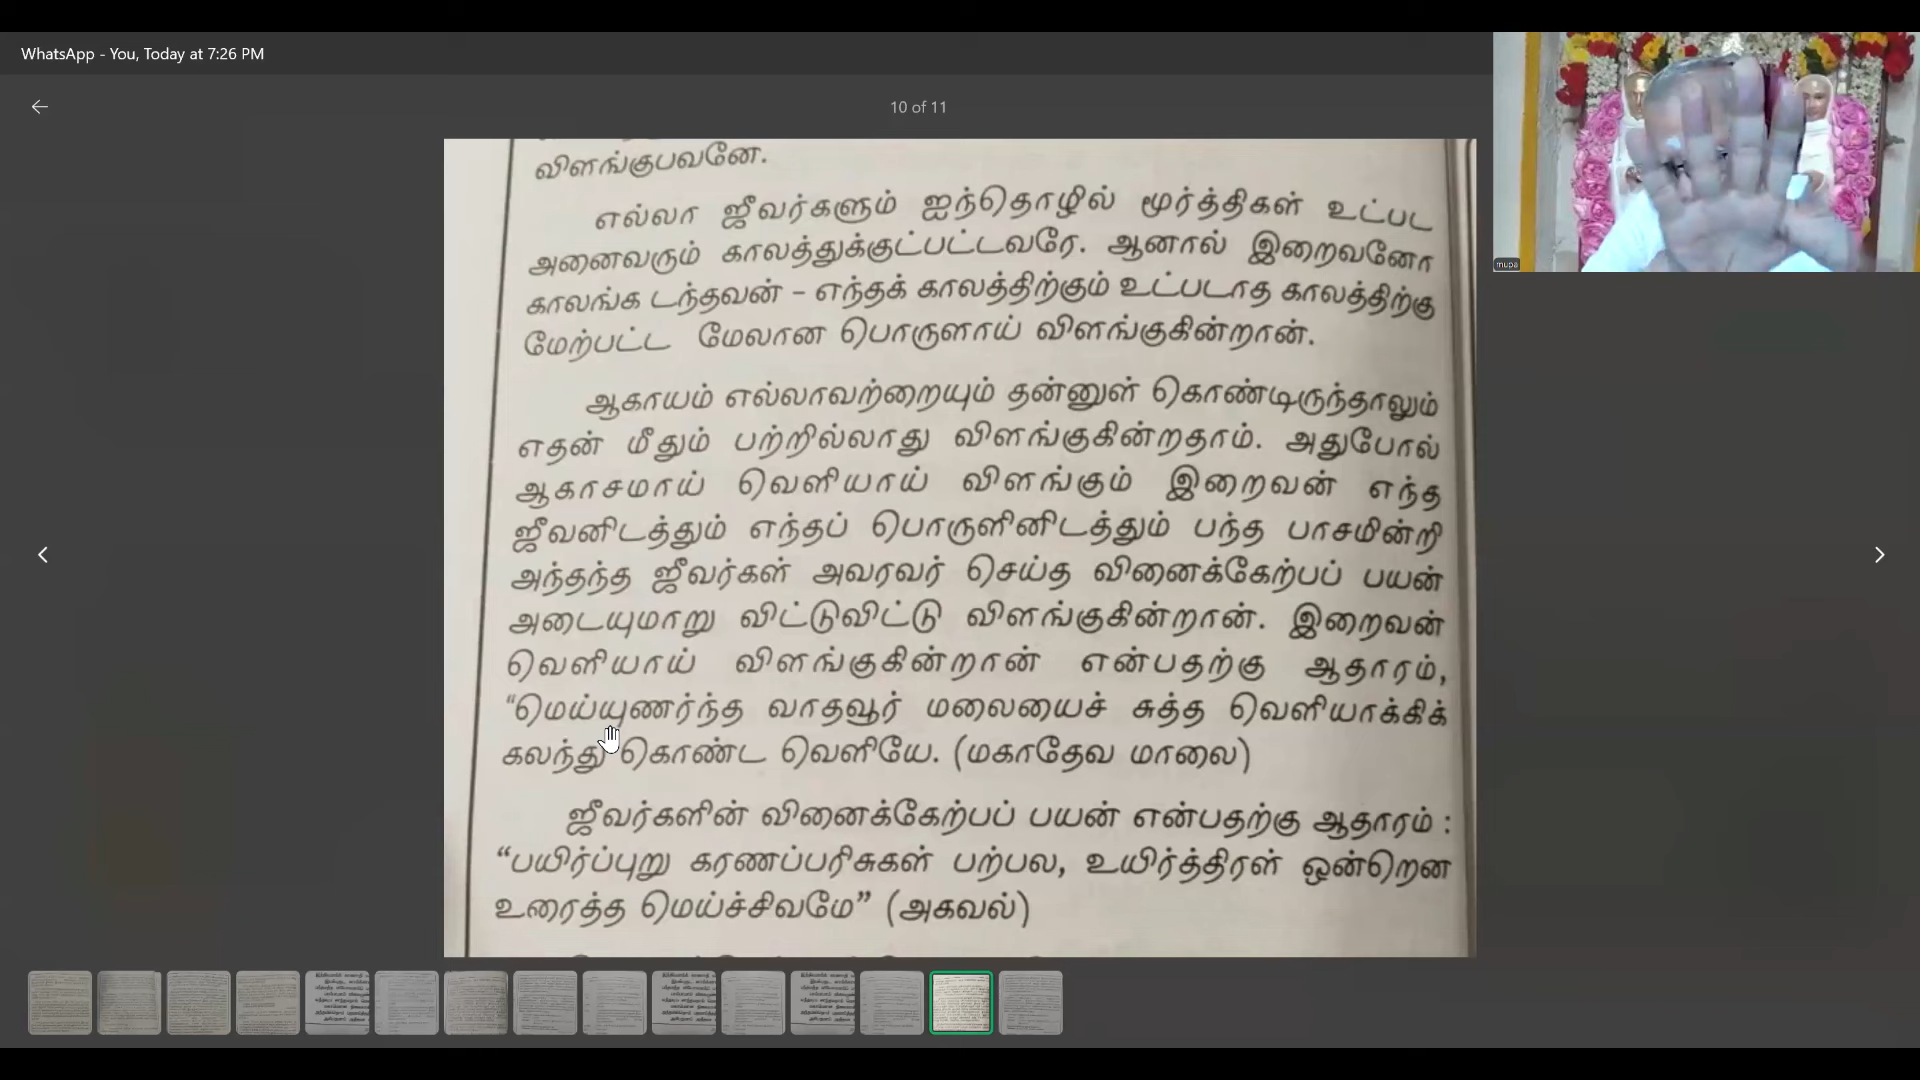 WhatsApp - You, Today at 7:26 PM
10 of 11
mupa
விளங்குபவனே.
எல்லா ஜீவர்களும் ஐந்தொழில் மூர்த்திகள் உட்பட
அனைவரும் காலத்துக்குட்பட்டவரே. ஆனால் இறைவனோ
காலங்க டந்தவன் – எந்தக் காலத்திற்கும் உட்படாத காலத்திற்கு
மேற்பட்ட மேலான பொருளாய் விளங்குகின்றான்.
ஆகாயம் எல்லாவற்றையும் தன்னுள் கொண்டிருந்தாலும்
எதன் மீதும் பற்றில்லாது விளங்குகின்றதாம். அதுபோல்
ஆகாசமாய் வெளியாய் விளங்கும் இறைவன் எந்த
ஜீவனிடத்தும் எந்தப் பொருளினிடத்தும் பந்த பாசமின்றி
அந்தந்த ஜீவர்கள் அவரவர் செய்த வினைக்கேற்பப் பயன்
அடையுமாறு விட்டுவிட்டு விளங்குகின்றான். இறைவன்
வெளியாய் விளங்குகின்றான் என்பதற்கு ஆதாரம்,
“மெய்யுணர்ந்த வாதவூர் மலையைச் சுத்த வெளியாக்கிக்
கலந்து கொண்ட வெளியே. (மகாதேவ மாலை)
ஜீவர்களின் வினைக்கேற்பப் பயன் என்பதற்கு ஆதாரம் :
“பயிர்ப்புறு கரணப்பரிசுகள் பற்பல, உயிர்த்திரள் ஒன்றென
உரைத்த மெய்ச்சிவமே” (அகவல்)